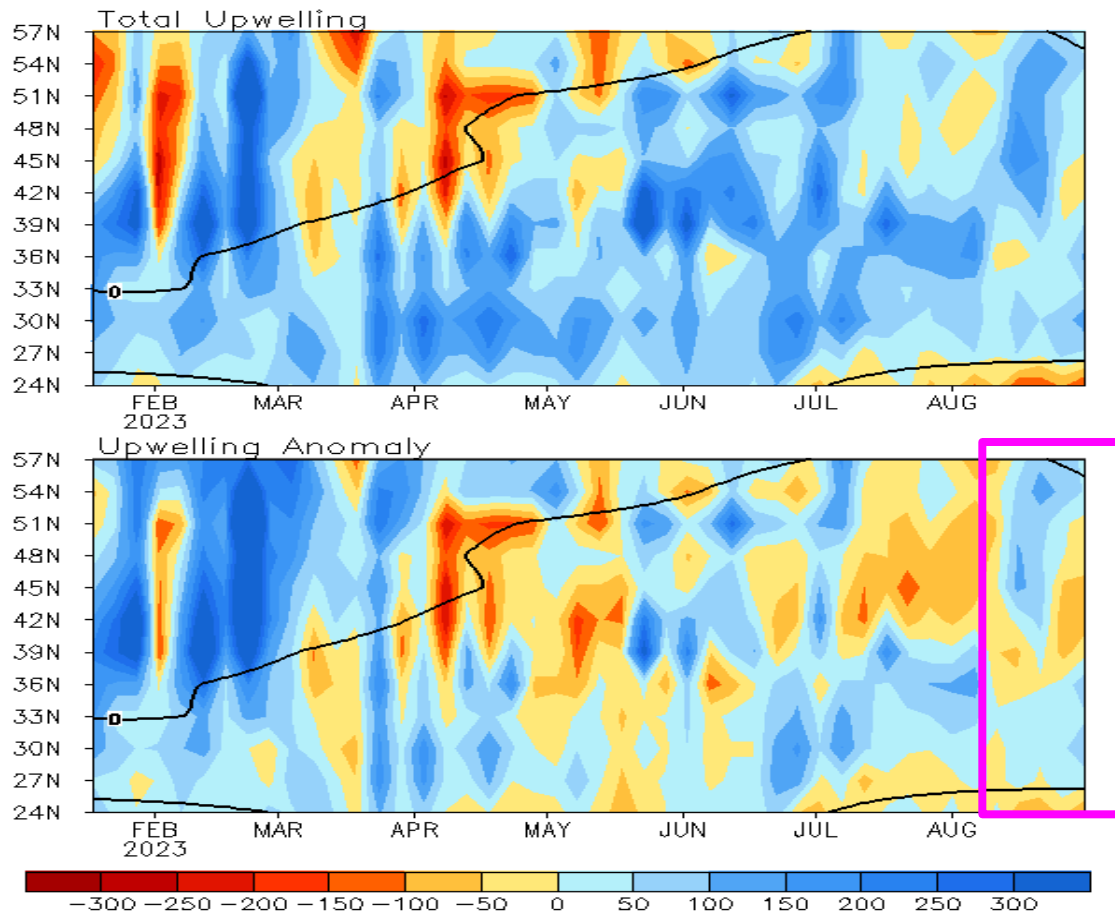 Total Upwelling
57N
54N
51N
48N
45N
42N
39N
36N
33N
30N
27N
24N
0
FEB MAR APR MAY JUN JUL AUG
2023
Upwelling Anomaly
57N
54N
51N
48N
45N
42N
39N
36N
33N
30N
27N
24N
0
FEB MAR APR MAY JUN JUL AUG
2023
-300 -250 -200 -150 -100 -50 0 50 100 150 200 250 300